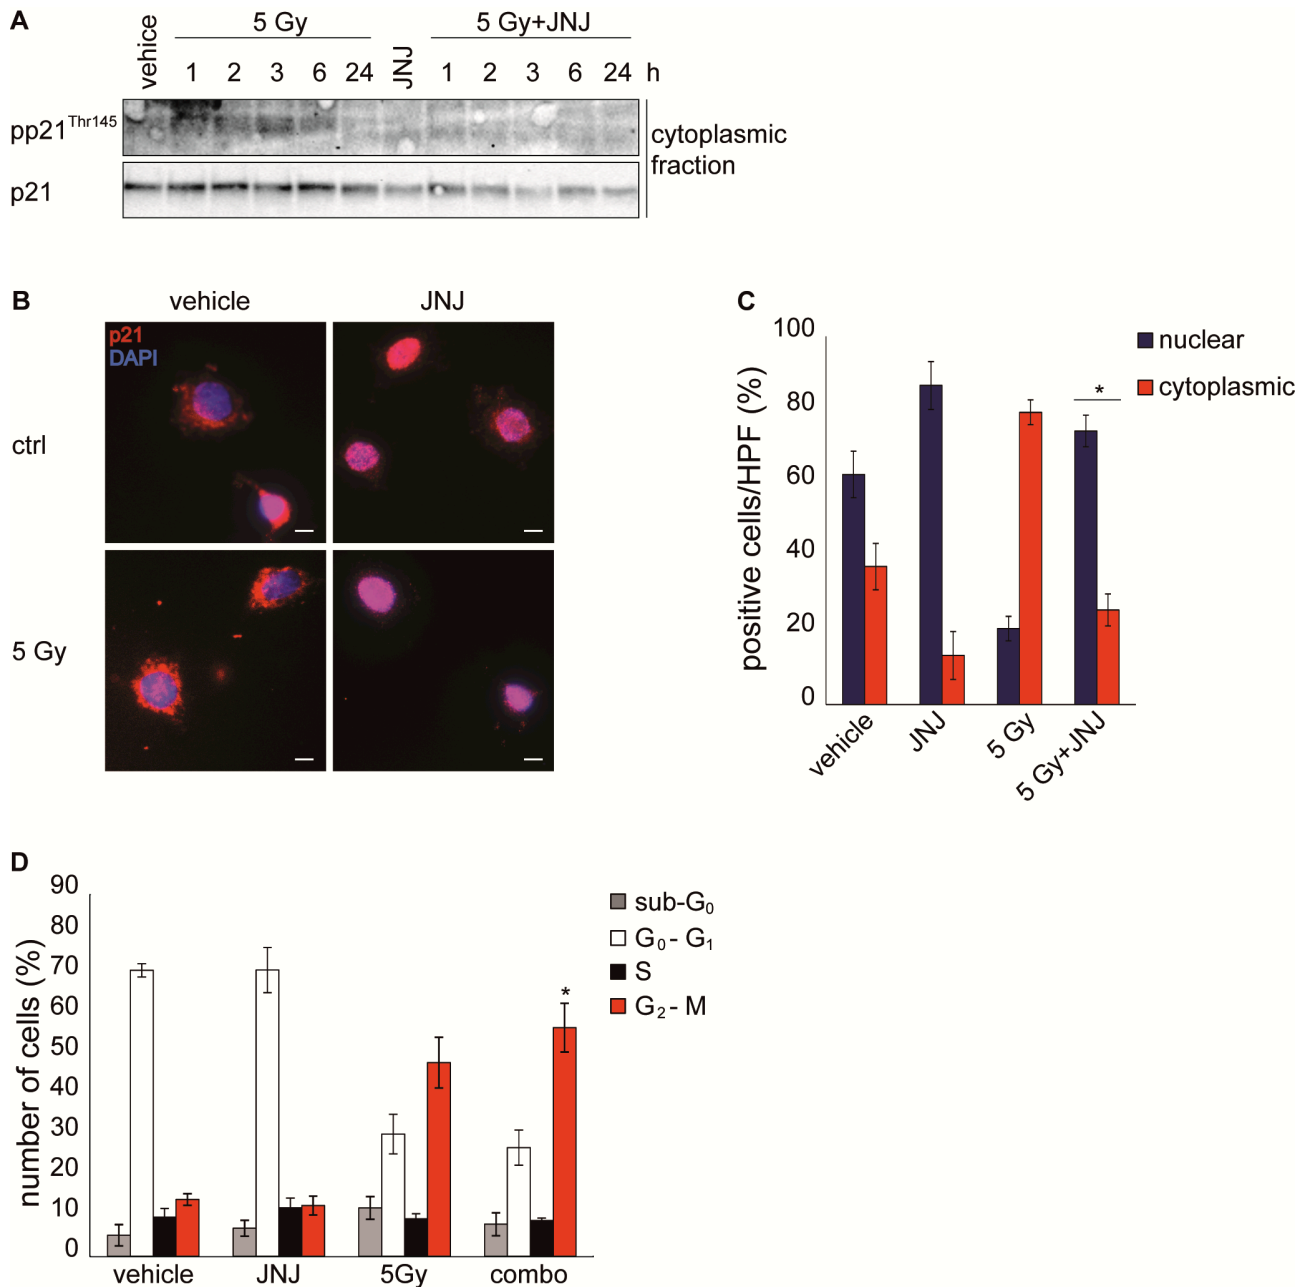 A
5 Gy
5 Gy+JNJ
vehice
JNJ
1 2 3 6 24 1 2 3 6 24 h
pp21Thr145
p21
cytoplasmic
fraction
B
vehicle
JNJ
p21
DAPI
ctrl
5 Gy
C
positive cells/HPF (%)
100
80
60
40
20
0
nuclear
cytoplasmic
*
vehicle
JNJ
5 Gy
5 Gy+JNJ
D
number of cells (%)
90
80
70
60
50
40
30
20
10
0
sub-G₀
G₀- G₁
S
G₂- M
*
vehicle
JNJ
5Gy
combo